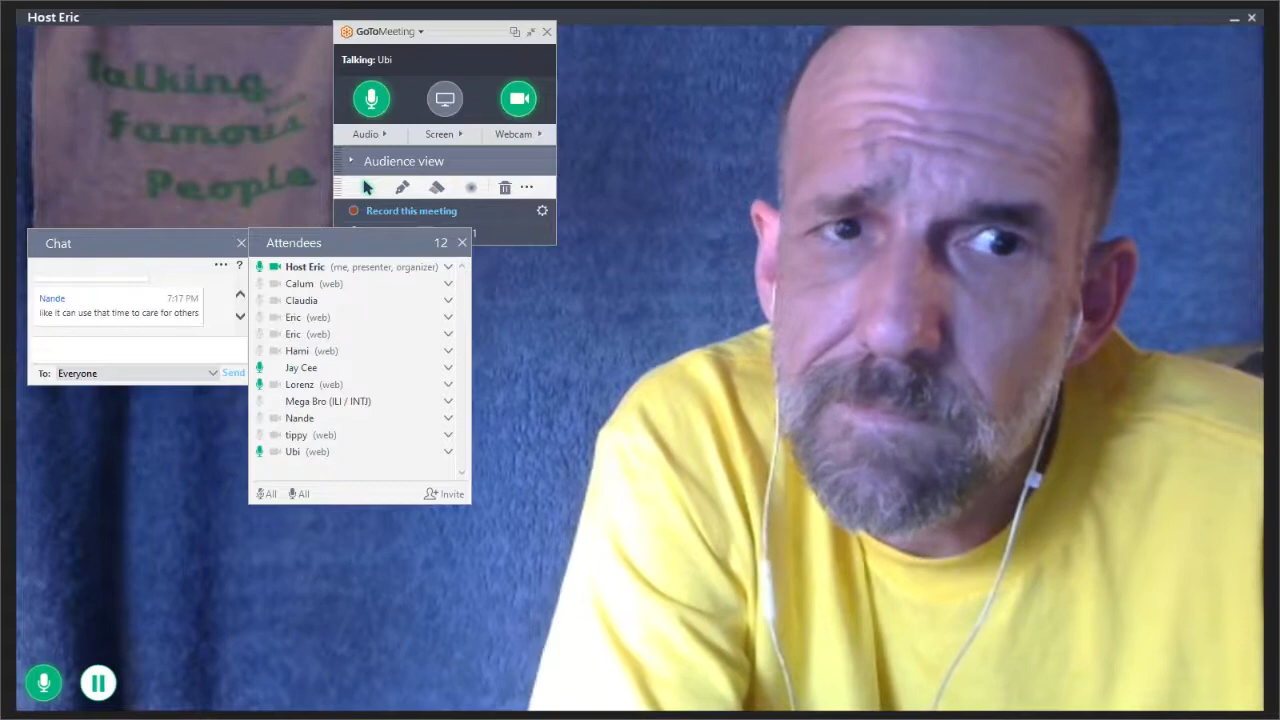 Host Eric
Talking
famous
People
GoToMeeting
Talking: Ubi
Audio
Screen
Webcam
Audience view
Record this meeting
1
Chat
?
Nande
7:17 PM
like it can use that time to care for others
To: Everyone
Send
Attendees
12
Host Eric (me, presenter, organizer)
Calum (web)
Claudia
Eric (web)
Eric (web)
Hami (web)
Jay Cee
Lorenz (web)
Mega Bro (ILI / INTJ)
Nande
tippy (web)
Ubi (web)
All
All
Invite